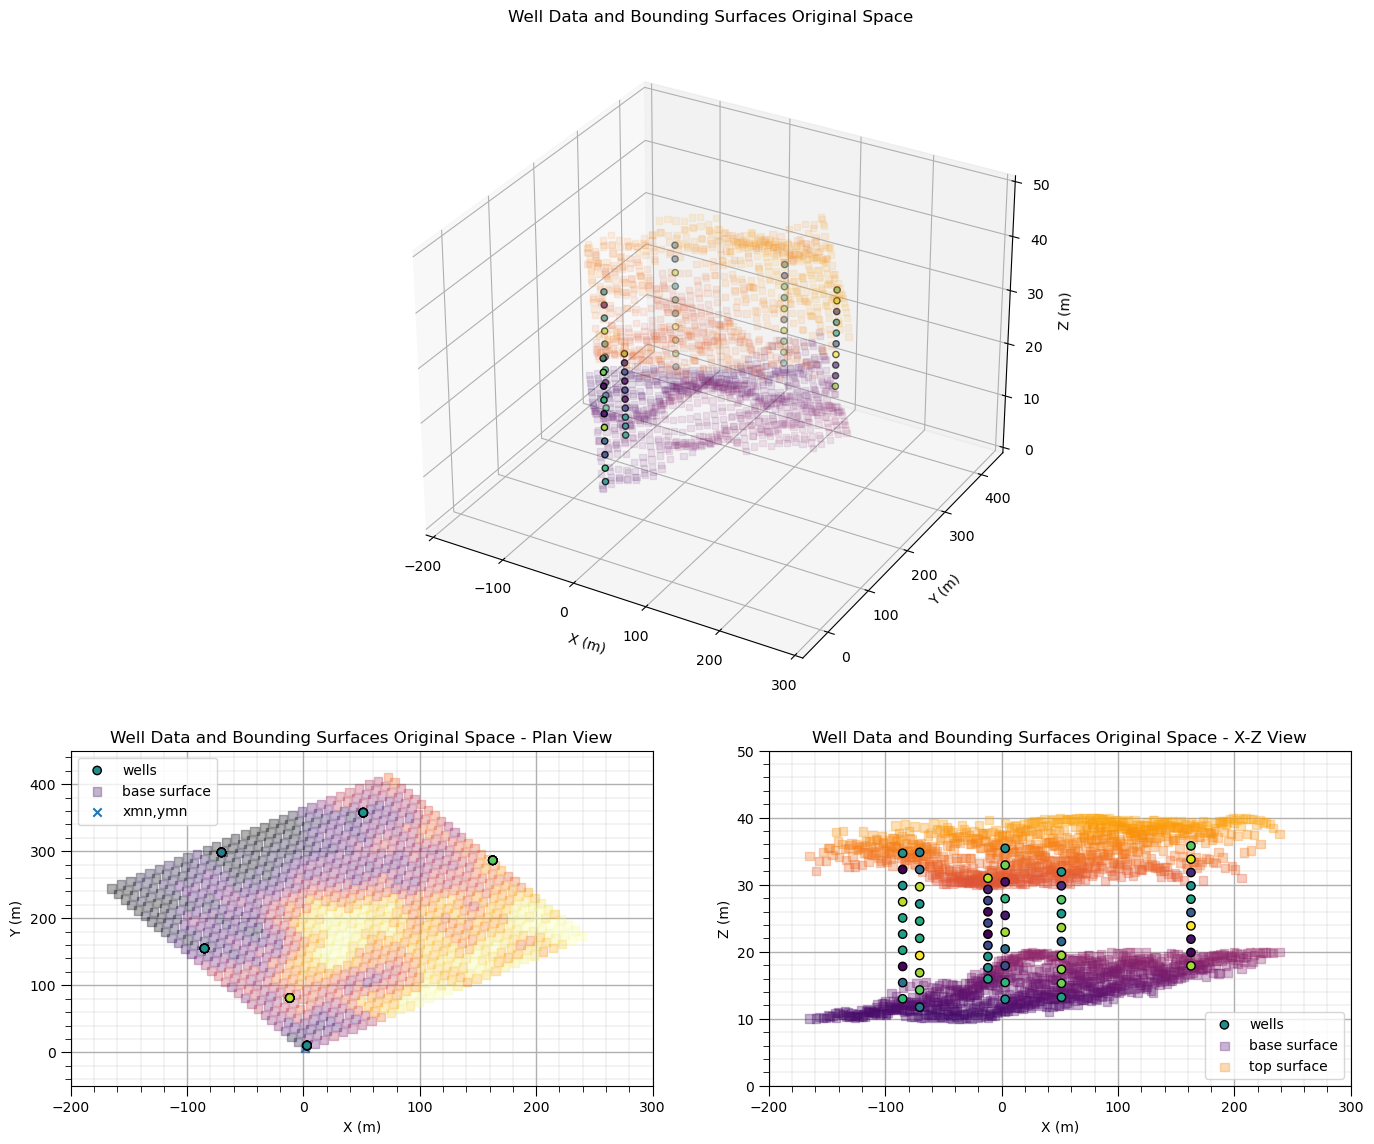 Well Data and Bounding Surfaces Original Space
50
40
30
20
10
0
Z (m)
400
300
200
100
0
Y (m)
−200
−100
0
100
200
300
X (m)
Well Data and Bounding Surfaces Original Space - Plan View
wells
base surface
xmn,ymn
400
300
200
100
0
Y (m)
−200
−100
0
100
200
300
X (m)
Well Data and Bounding Surfaces Original Space - X-Z View
50
40
30
20
10
0
Z (m)
wells
base surface
top surface
−200
−100
0
100
200
300
X (m)